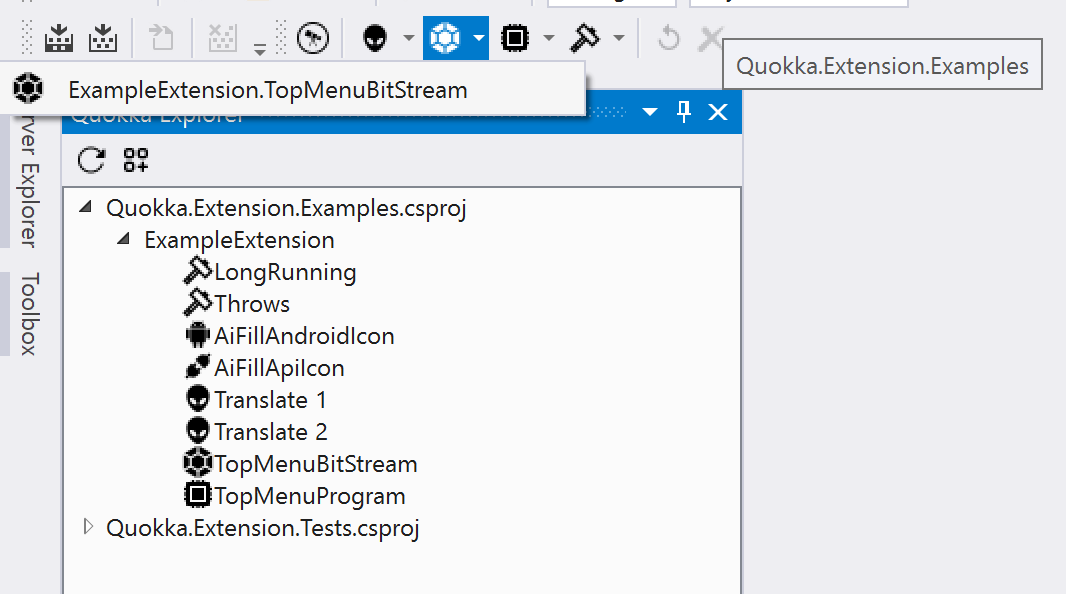 Quokka.Extension.Examples
ExampleExtension.TopMenuBitStream
Quokka Explorer
rver Explorer
Toolbox
Quokka.Extension.Examples.csproj
ExampleExtension
LongRunning
Throws
AiFillAndroidIcon
AiFillApiIcon
Translate 1
Translate 2
TopMenuBitStream
TopMenuProgram
Quokka.Extension.Tests.csproj